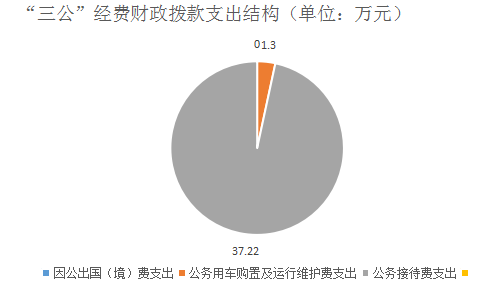 “三公”经费财政拨款支出结构（单位：万元）
0
1.3
37.22
因公出国（境）费支出 公务用车购置及运行维护费支出 公务接待费支出